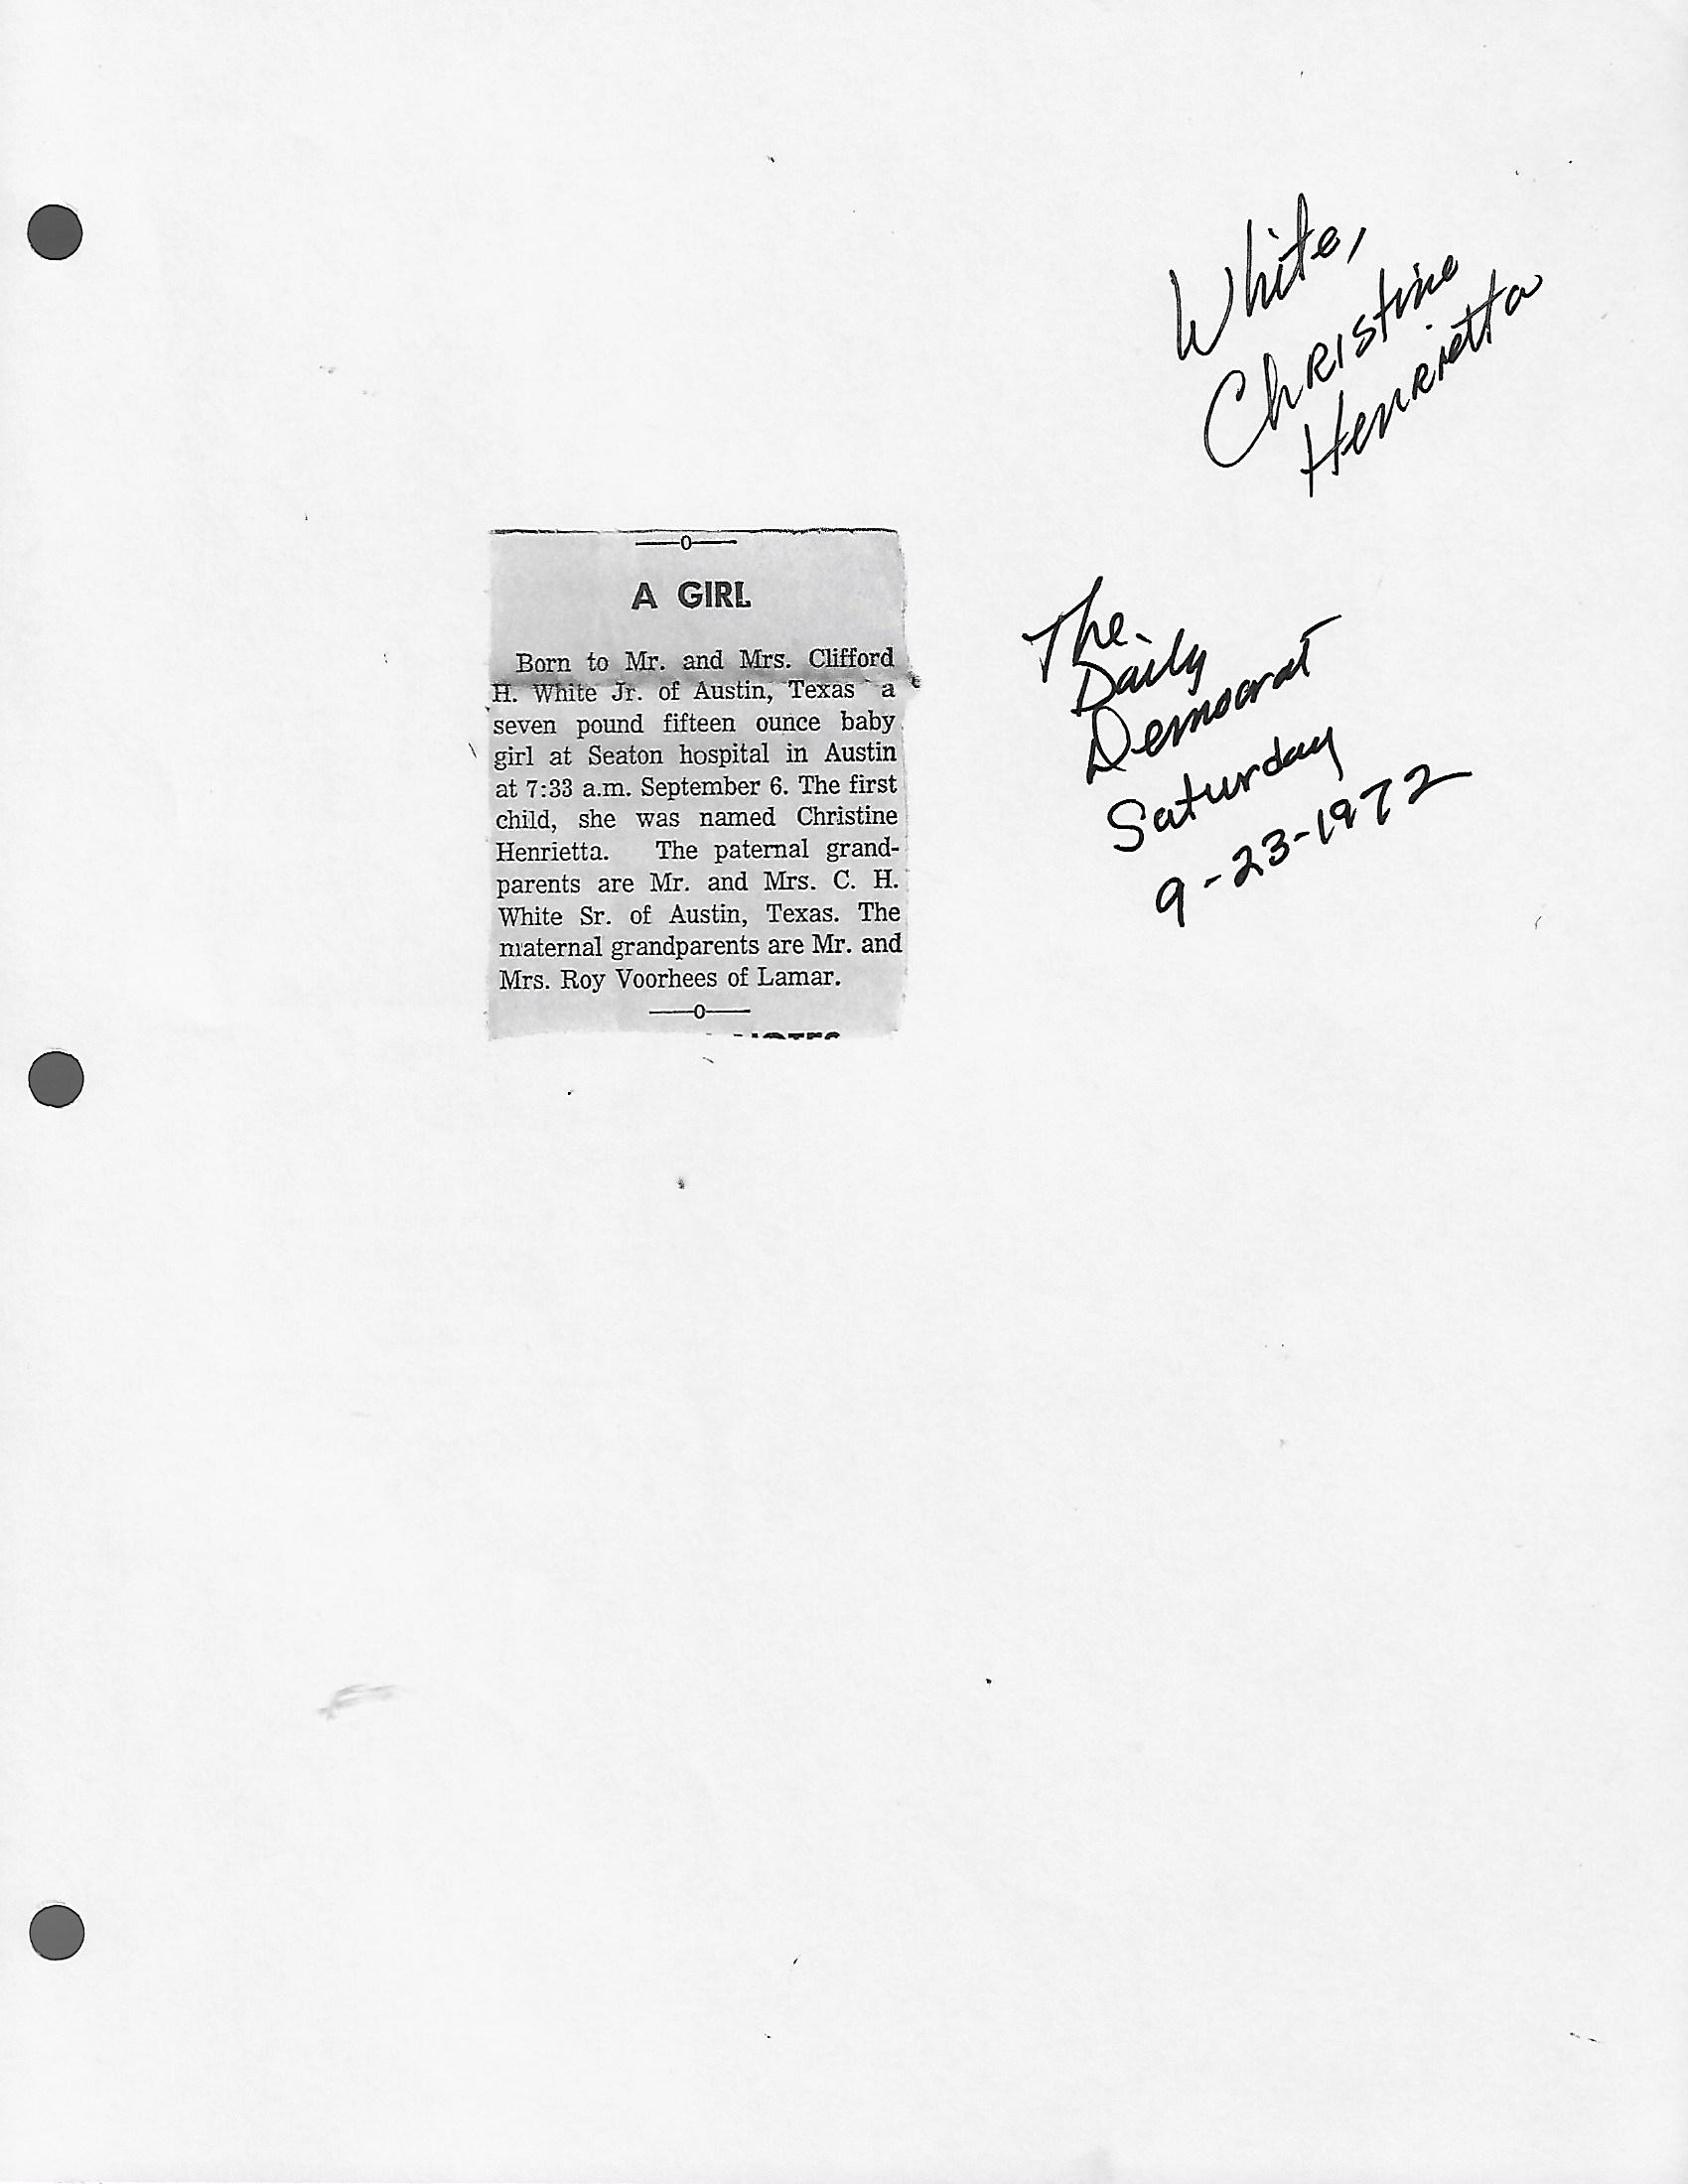 White,
Christine
Henrietta
—o—
A GIRL
Born to Mr. and Mrs. Clifford
H. White Jr. of Austin, Texas a
seven pound fifteen ounce baby
girl at Seaton hospital in Austin
at 7:33 a.m. September 6. The first
child, she was named Christine
Henrietta. The paternal grand-
parents are Mr. and Mrs. C. H.
White Sr. of Austin, Texas. The
maternal grandparents are Mr. and
Mrs. Roy Voorhees of Lamar.
—o—
The
Daily
Democrat
Saturday
9-23-1972